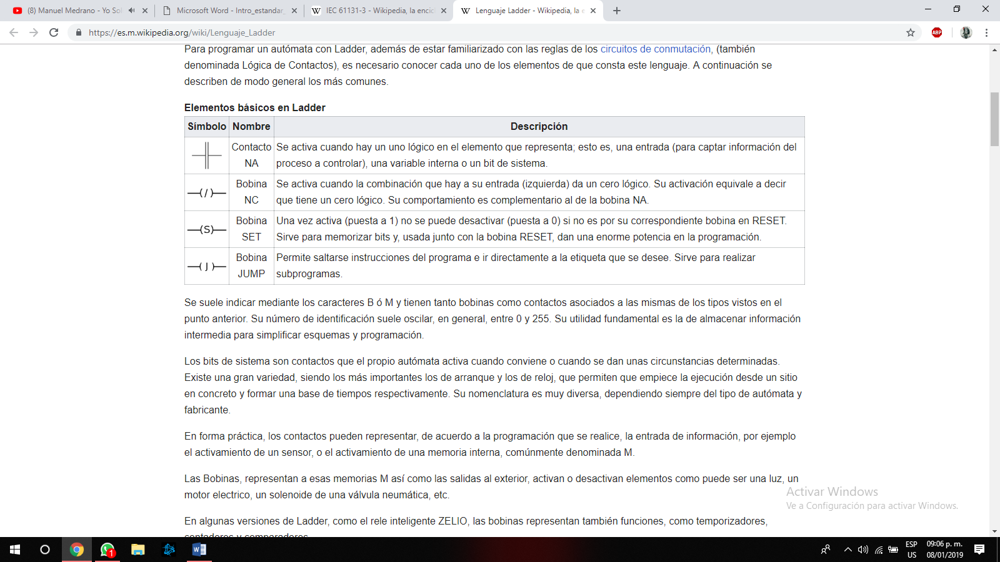 (8) Manuel Medrano - Yo Sol
Microsoft Word - Intro_estandar_
W IEC 61131-3 - Wikipedia, la encic
W Lenguaje Ladder - Wikipedia, la e
https://es.m.wikipedia.org/wiki/Lenguaje_Ladder
ABP
Para programar un autómata con Ladder, además de estar familiarizado con las reglas de los circuitos de conmutación, (también
denominada Lógica de Contactos), es necesario conocer cada uno de los elementos de que consta este lenguaje. A continuación se
describen de modo general los más comunes.
Elementos básicos en Ladder
Símbolo Nombre Descripción
Contacto NA
Se activa cuando hay un uno lógico en el elemento que representa; esto es, una entrada (para captar información del
proceso a controlar), una variable interna o un bit de sistema.
(/)
Bobina NC
Se activa cuando la combinación que hay a su entrada (izquierda) da un cero lógico. Su activación equivale a decir
que tiene un cero lógico. Su comportamiento es complementario al de la bobina NA.
(S)
Bobina SET
Una vez activa (puesta a 1) no se puede desactivar (puesta a 0) si no es por su correspondiente bobina en RESET.
Sirve para memorizar bits y, usada junto con la bobina RESET, dan una enorme potencia en la programación.
(J)
Bobina JUMP
Permite saltarse instrucciones del programa e ir directamente a la etiqueta que se desee. Sirve para realizar
subprogramas.
Se suele indicar mediante los caracteres B ó M y tienen tanto bobinas como contactos asociados a las mismas de los tipos vistos en el
punto anterior. Su número de identificación suele oscilar, en general, entre 0 y 255. Su utilidad fundamental es la de almacenar información
intermedia para simplificar esquemas y programación.
Los bits de sistema son contactos que el propio autómata activa cuando conviene o cuando se dan unas circunstancias determinadas.
Existe una gran variedad, siendo los más importantes los de arranque y los de reloj, que permiten que empiece la ejecución desde un sitio
en concreto y formar una base de tiempos respectivamente. Su nomenclatura es muy diversa, dependiendo siempre del tipo de autómata y
fabricante.
En forma práctica, los contactos pueden representar, de acuerdo a la programación que se realice, la entrada de información, por ejemplo
el activamiento de un sensor, o el activamiento de una memoria interna, comúnmente denominada M.
Las Bobinas, representan a esas memorias M así como las salidas al exterior, activan o desactivan elementos como puede ser una luz, un
motor electrico, un solenoide de una válvula neumática, etc.
Activar Windows
Ve a Configuración para activar Windows.
En algunas versiones de Ladder, como el rele inteligente ZELIO, las bobinas representan también funciones, como temporizadores,
contadores y comparadores.
1
ESP
US
09:06 p. m.
08/01/2019